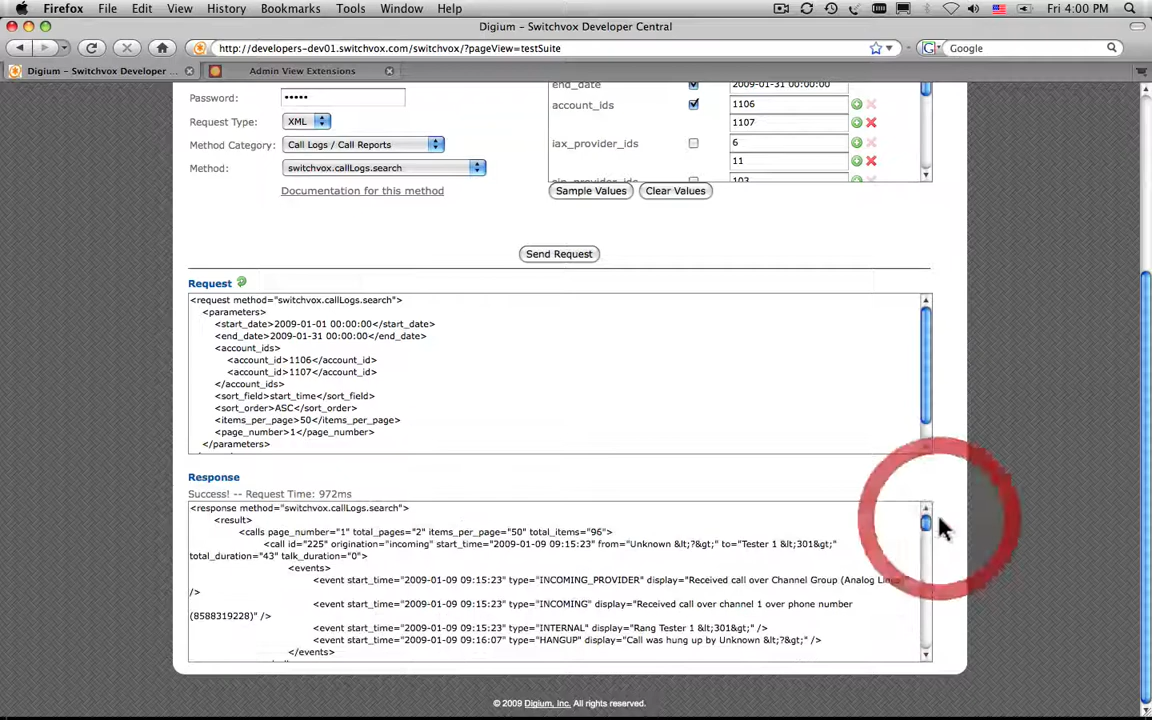 Firefox File Edit View History Bookmarks Tools Window Help Fri 4:00 PM
Digium – Switchvox Developer Central
http://developers-dev01.switchvox.com/switchvox/?pageView=testSuite
Google
Digium – Switchvox Developer ...
Admin View Extensions
end_date 2009-01-31 00:00:00
Password: •••••
account_ids 1106
Request Type: XML
1107
Method Category: Call Logs / Call Reports
iax_provider_ids 6
Method: switchvox.callLogs.search
11
103
Documentation for this method
Sample Values Clear Values
Send Request
Request
<request method="switchvox.callLogs.search">
<parameters>
<start_date>2009-01-01 00:00:00</start_date>
<end_date>2009-01-31 00:00:00</end_date>
<account_ids>
<account_id>1106</account_id>
<account_id>1107</account_id>
</account_ids>
<sort_field>start_time</sort_field>
<sort_order>ASC</sort_order>
<items_per_page>50</items_per_page>
<page_number>1</page_number>
</parameters>
Response
Success! -- Request Time: 972ms
<response method="switchvox.callLogs.search">
<result>
<calls page_number="1" total_pages="2" items_per_page="50" total_items="96">
<call id="225" origination="incoming" start_time="2009-01-09 09:15:23" from="Unknown &lt;?&gt;" to="Tester 1 &lt;301&gt;"
total_duration="43" talk_duration="0">
<events>
<event start_time="2009-01-09 09:15:23" type="INCOMING_PROVIDER" display="Received call over Channel Group (Analog
/>
<event start_time="2009-01-09 09:15:23" type="INCOMING" display="Received call over channel 1 over phone number
(8588319228)" />
<event start_time="2009-01-09 09:15:23" type="INTERNAL" display="Rang Tester 1 &lt;301&gt;" />
<event start_time="2009-01-09 09:16:07" type="HANGUP" display="Call was hung up by Unknown &lt;?&gt;" />
</events>
© 2009 Digium, Inc. All rights reserved.